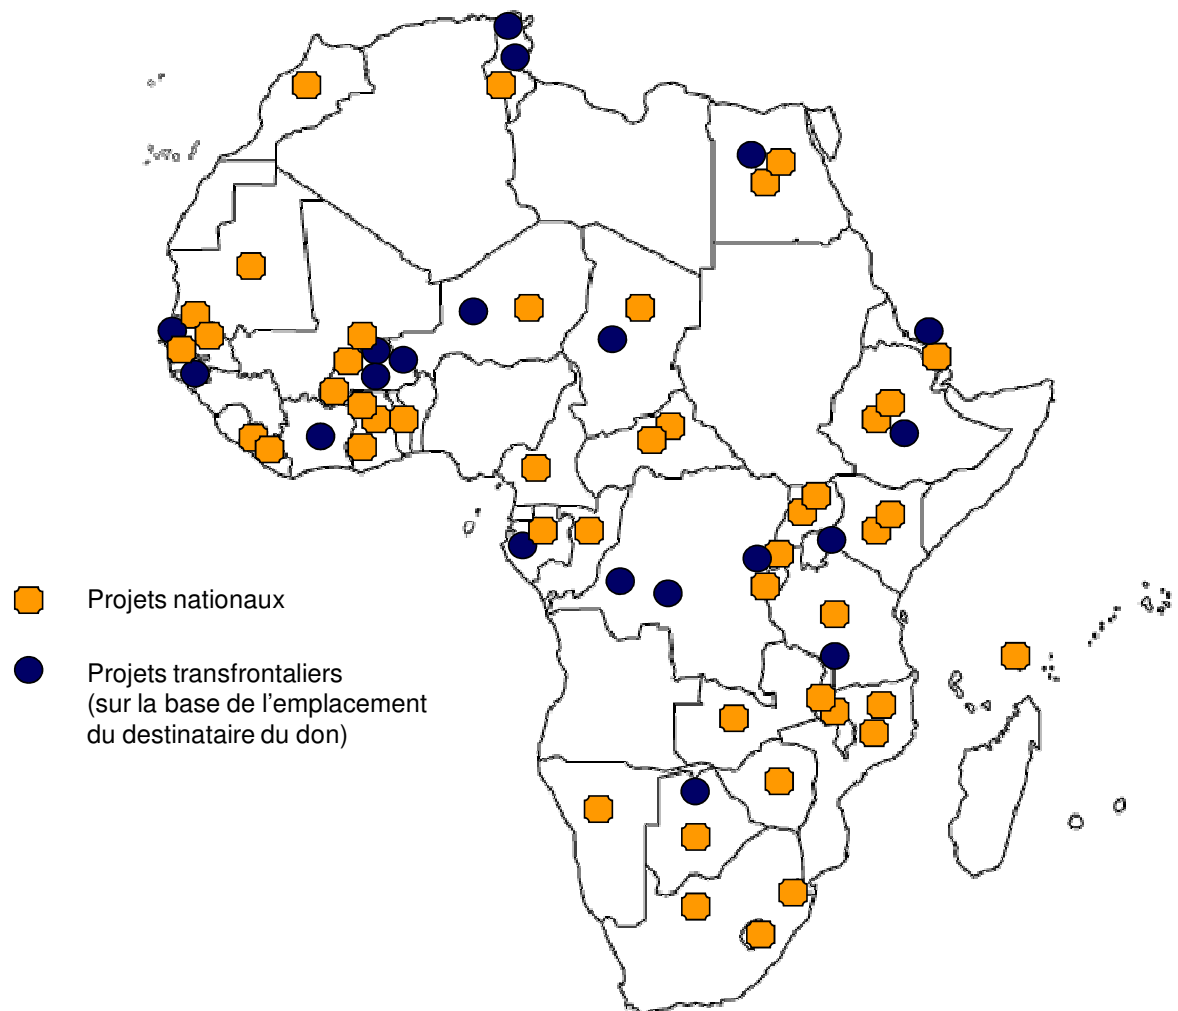 Projets nationaux
Projets transfrontaliers
(sur la base de l’emplacement
du destinataire du don)